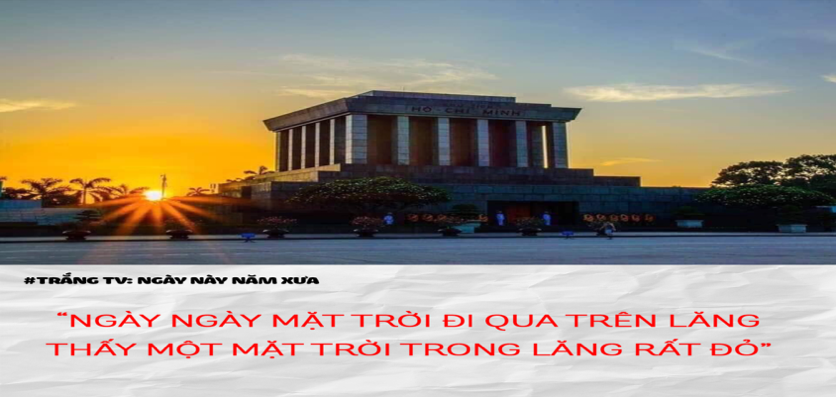 HỒ CHÍ MINH
#TRẮNG TV: NGÀY NÀY NĂM XƯA
“NGÀY NGÀY MẶT TRỜI ĐI QUA TRÊN LĂNG
THẤY MỘT MẶT TRỜI TRONG LĂNG RẤT ĐỎ”